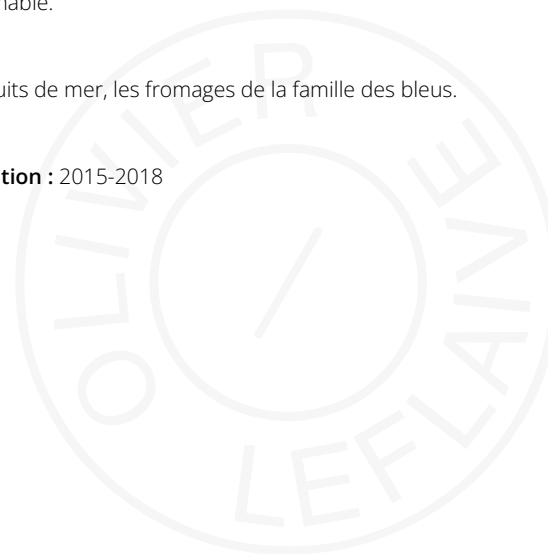 nable.
uits de mer, les fromages de la famille des bleus.
tion : 2015-2018
OLIVIER
LEFLAIVE